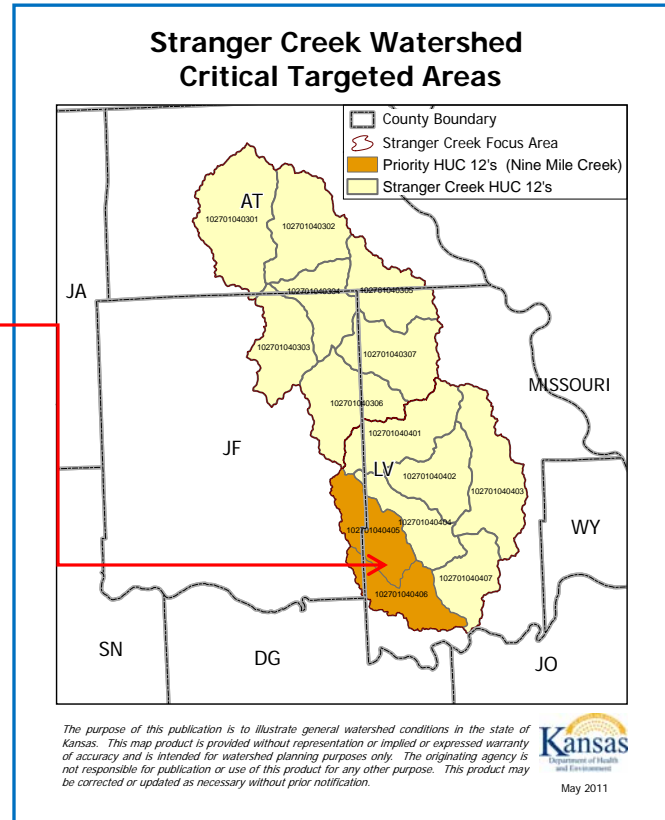 Stranger Creek Watershed
Critical Targeted Areas
County Boundary
Stranger Creek Focus Area
Priority HUC 12's (Nine Mile Creek)
Stranger Creek HUC 12's
AT
102701040301
102701040302
JA
102701040304
102701040305
102701040303
102701040307
MISSOURI
102701040306
102701040401
JF
LV
102701040402
102701040403
102701040404
WY
102701040405
102701040407
102701040406
SN
DG
JO
The purpose of this publication is to illustrate general watershed conditions in the state of
Kansas. This map product is provided without representation or implied or expressed warranty
of accuracy and is intended for watershed planning purposes only. The originating agency is
not responsible for publication or use of this product for any other purpose. This product may
be corrected or updated as necessary without prior notification.
Kansas
Department of Health
and Environment
May 2011